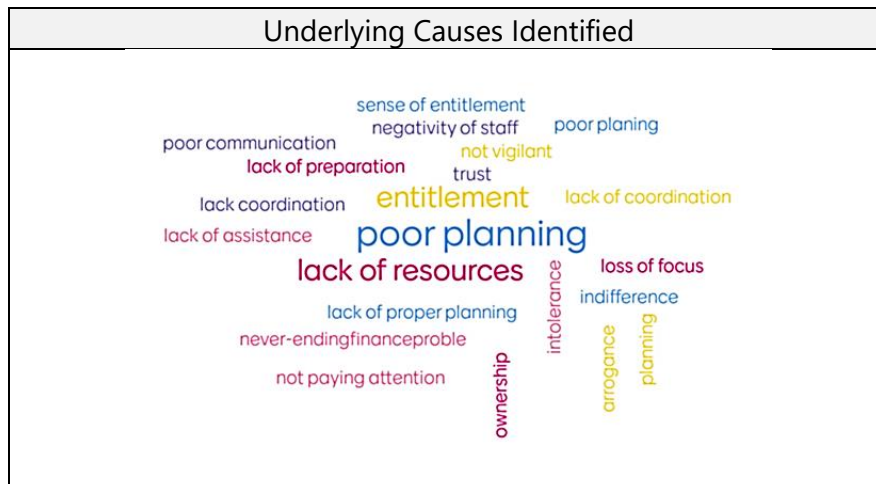 Underlying Causes Identified
sense of entitlement
negativity of staff
poor planing
poor communication
not vigilant
lack of preparation
trust
entitlement
lack of coordination
lack coordination
lack of assistance
poor planning
lack of resources
intolerance
loss of focus
indifference
lack of proper planning
never-endingfinanceproble
arrogance
planning
not paying attention
ownership